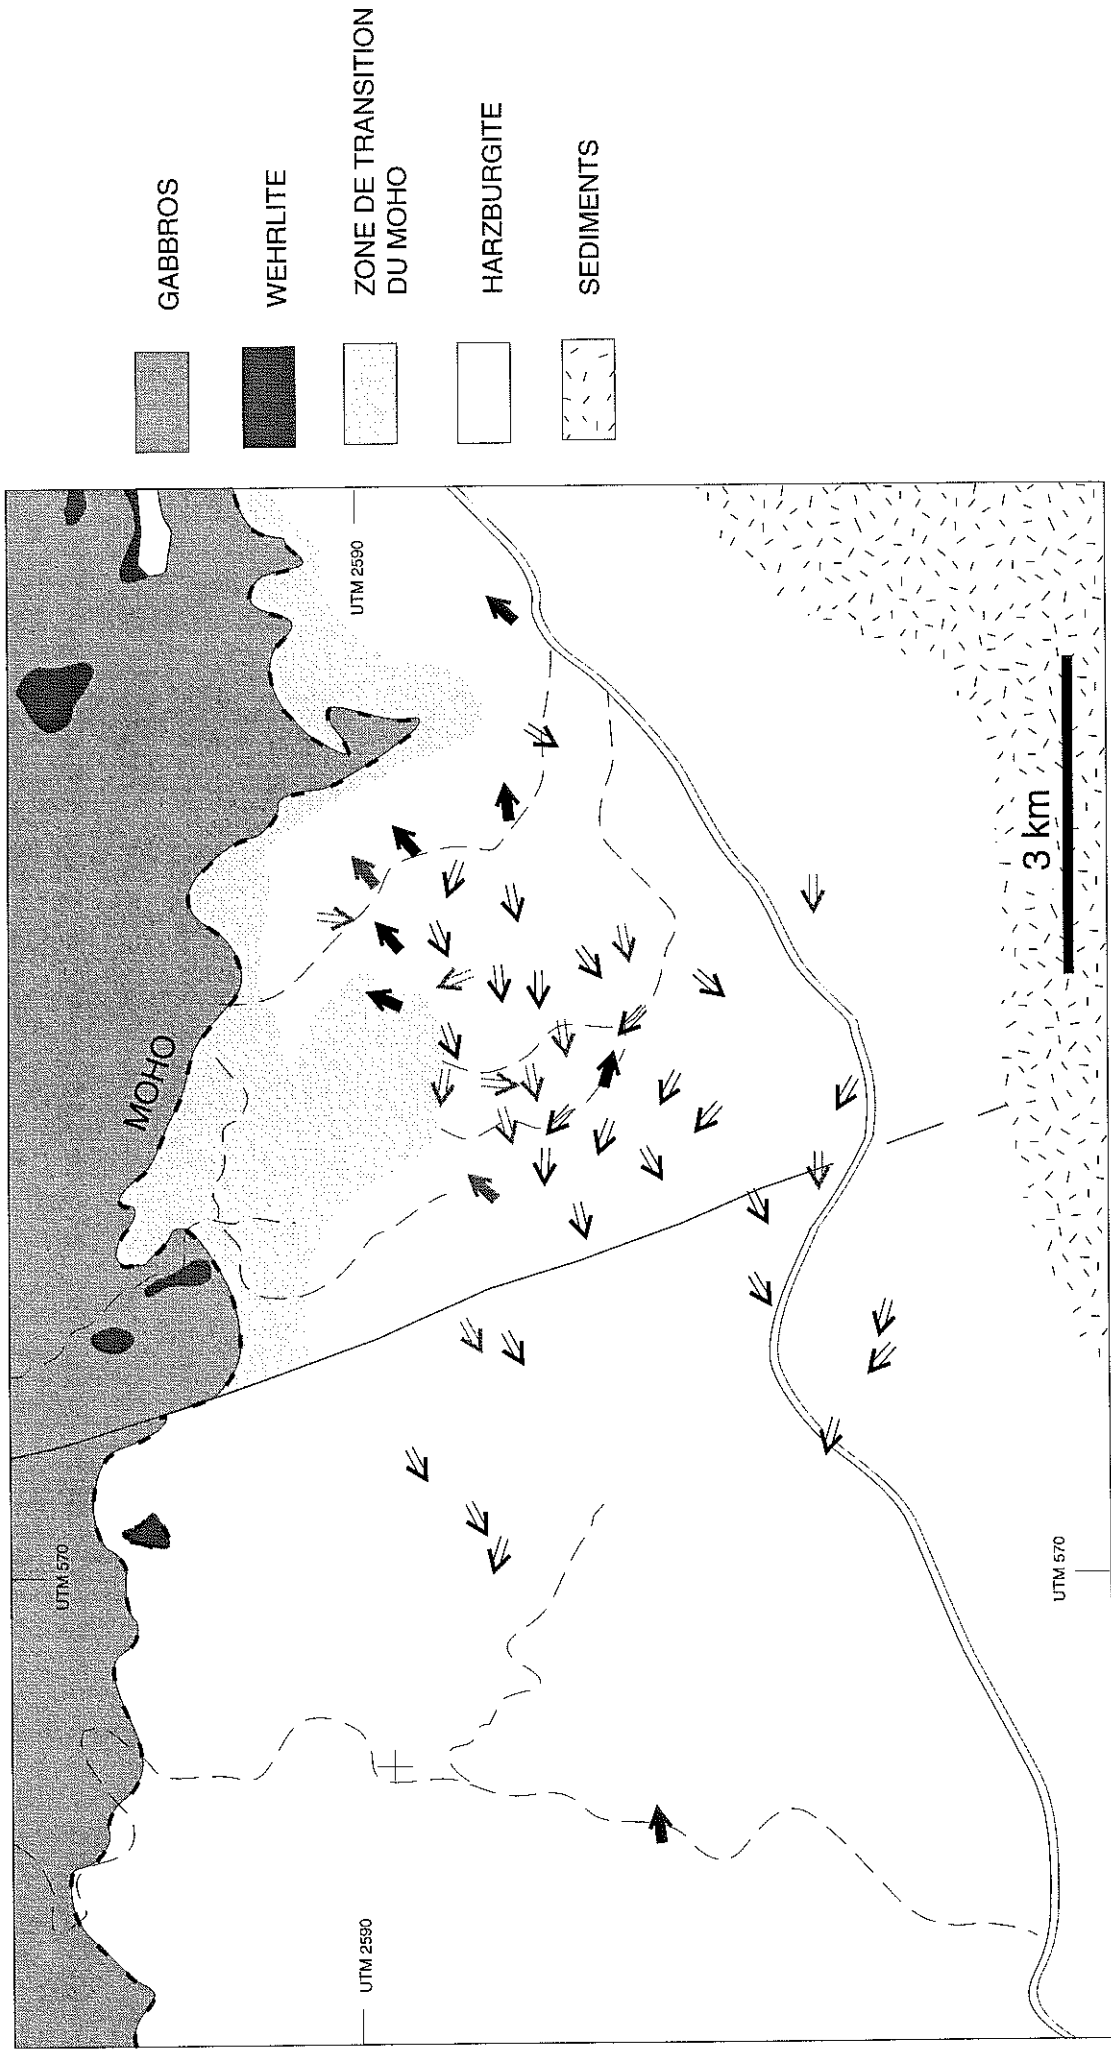 GABBROS
WEHRLITE
ZONE DE TRANSITION
DU MOHO
HARZBURGITE
SEDIMENTS
MOHO
UTM 2590
UTM 570
3 km
UTM 570
UTM 2590